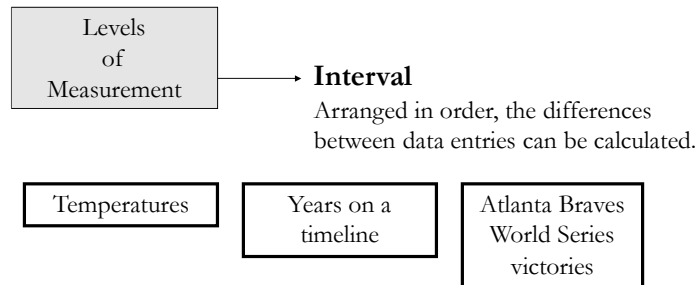 Levels
of
Measurement
Interval
Arranged in order, the differences
between data entries can be calculated.
Temperatures
Years on a
timeline
Atlanta Braves
World Series
victories